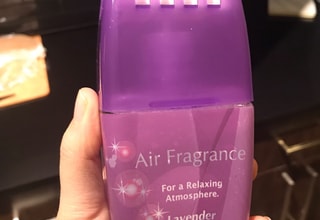 Air Fragrance
For a Relaxing
Atmosphere.
Lavender